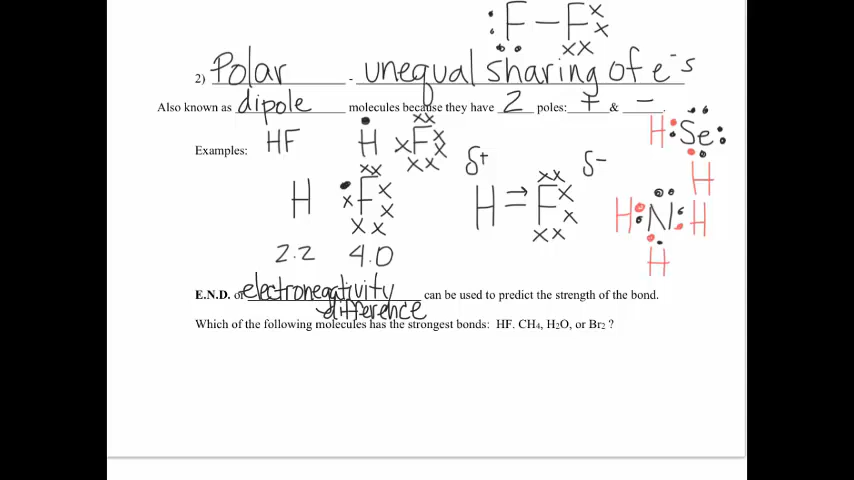 F — F
2) Polar - unequal sharing of e⁻s
Also known as dipole molecules because they have 2 poles: + & -.
Examples: HF H F
H F
δ+ δ-
H F
H Se
H
H N H
H
2.2 4.0
E.N.D. or electronegativity difference can be used to predict the strength of the bond.
Which of the following molecules has the strongest bonds: HF. CH₄, H₂O, or Br₂ ?